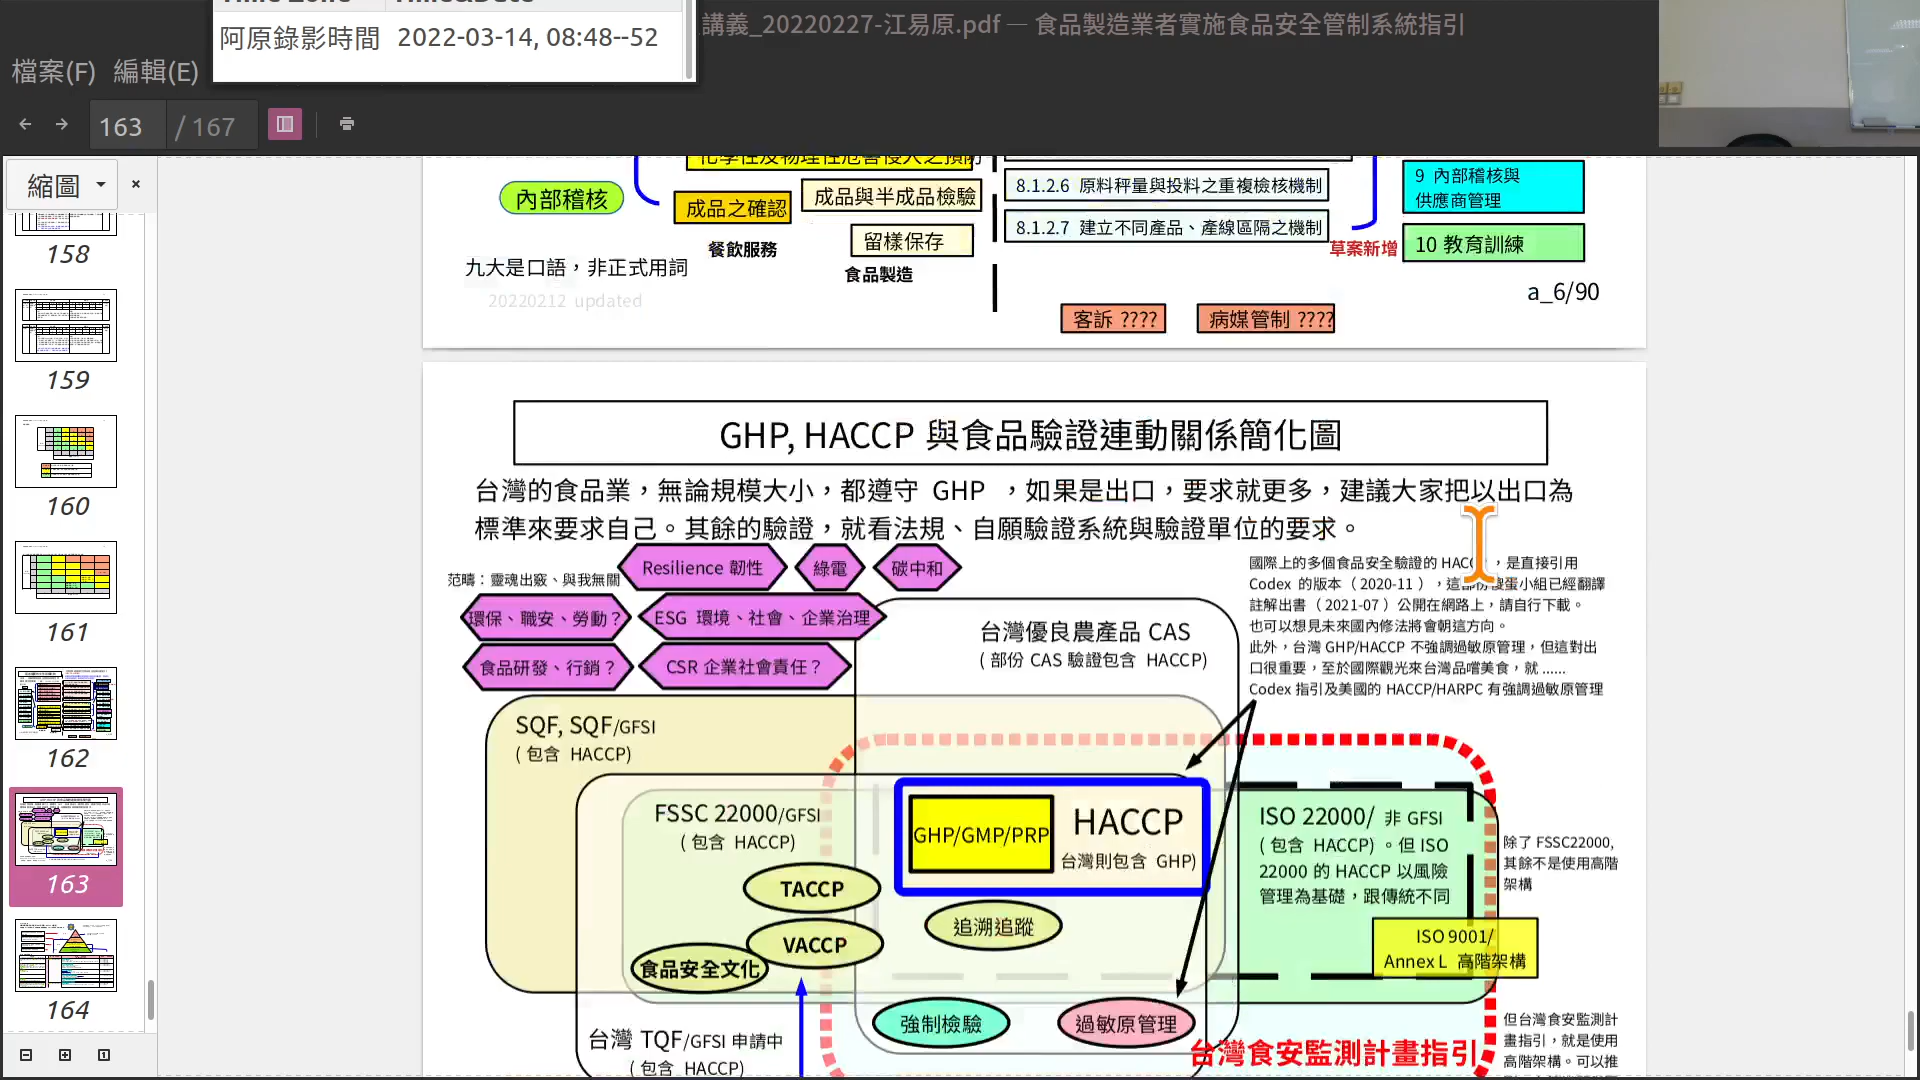 阿原錄影時間 2022-03-14, 08:48--52
講義_20220227-江易原.pdf — 食品製造業者實施食品安全管制系統指引
檔案(F) 編輯(E)
163 / 167
縮圖
158
159
160
161
162
163
164
內部稽核
成品之確認
成品與半成品檢驗
留樣保存
餐飲服務
食品製造
九大是口語，非正式用詞
20220212 updated
8.1.2.6 原料秤量與投料之重複檢核機制
8.1.2.7 建立不同產品、產線區隔之機制
草案新增
9 內部稽核與
供應商管理
10 教育訓練
客訴 ????
病媒管制 ????
a_6/90
GHP, HACCP 與食品驗證連動關係簡化圖
台灣的食品業，無論規模大小，都遵守 GHP ，如果是出口，要求就更多，建議大家把以出口為
標準來要求自己。其餘的驗證，就看法規、自願驗證系統與驗證單位的要求。
范疇：靈魂出竅、與我無關
Resilience 韌性
綠電
碳中和
環保、職安、勞動？
ESG 環境、社會、企業治理
食品研發、行銷？
CSR 企業社會責任？
國際上的多個食品安全驗證的 HACCP ，是直接引用
Codex 的版本（ 2020-11 ），這部份傻蛋小組已經翻譯
註解出書（ 2021-07 ）公開在網路上，請自行下載。
也可以想見未來國內修法將會朝這方向。
此外，台灣 GHP/HACCP 不強調過敏原管理，但這對出
口很重要，至於國際觀光來台灣品嚐美食，就 ......
Codex 指引及美國的 HACCP/HARPC 有強調過敏原管理
台灣優良農產品 CAS
( 部份 CAS 驗證包含 HACCP)
SQF, SQF/GFSI
( 包含 HACCP)
FSSC 22000/GFSI
( 包含 HACCP)
GHP/GMP/PRP
HACCP
台灣則包含 GHP)
ISO 22000/ 非 GFSI
( 包含 HACCP) 。但 ISO
22000 的 HACCP 以風險
管理為基礎，跟傳統不同
除了 FSSC22000,
其餘不是使用高階
架構
TACCP
VACCP
食品安全文化
追溯追蹤
ISO 9001/
Annex L 高階架構
強制檢驗
過敏原管理
台灣 TQF/GFSI 申請中
( 包含 HACCP)
台灣食安監測計畫指引
但台灣食安監測計
畫指引，就是使用
高階架構。可以推